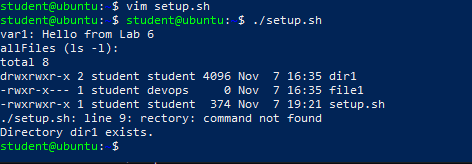 student@ubuntu:~$ vim setup.sh
student@ubuntu:~$ student@ubuntu:~$ ./setup.sh
var1: Hello from Lab 6
allFiles (ls -l):
total 8
drwxrwxr-x 2 student student 4096 Nov  7 16:35 dir1
-rwxr-x--- 1 student devops     0 Nov  7 16:35 file1
-rwxrwxr-x 1 student student  374 Nov  7 19:21 setup.sh
./setup.sh: line 9: rectory: command not found
Directory dir1 exists.
student@ubuntu:~$